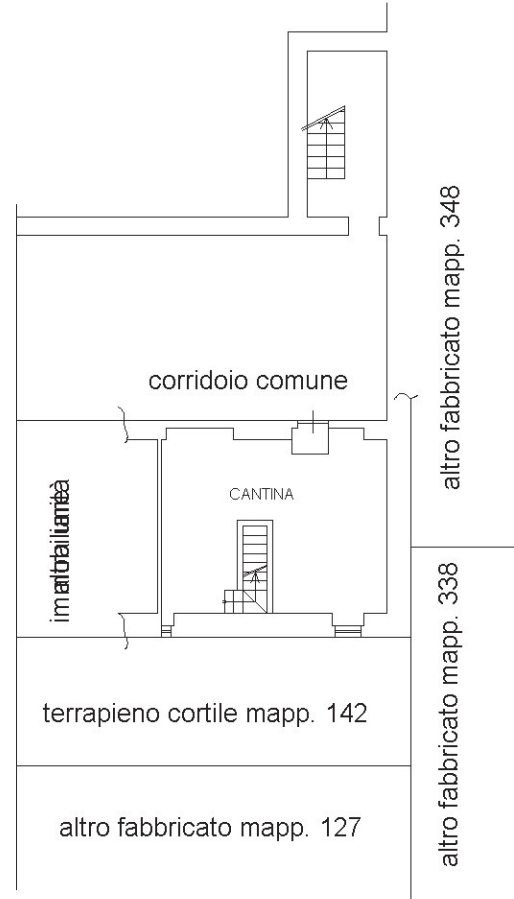 altro fabbricato mapp. 348
corridoio comune
CANTINA
altro fabbricato mapp. 338
terrapieno cortile mapp. 142
altro fabbricato mapp. 127